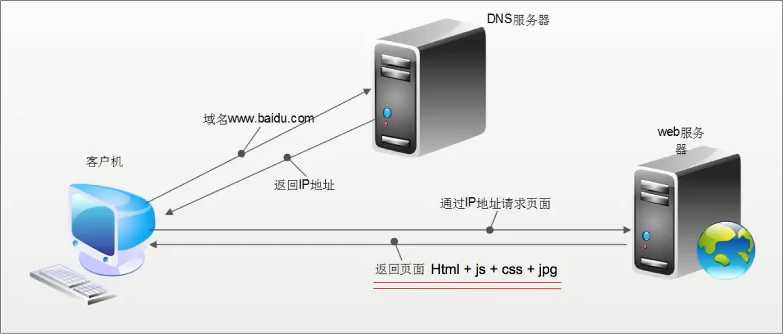 DNS服务器
域名www.baidu.com
web服务
器
客户机
返回IP地址
通过IP地址请求页面
返回页面 Html + js + css + jpg